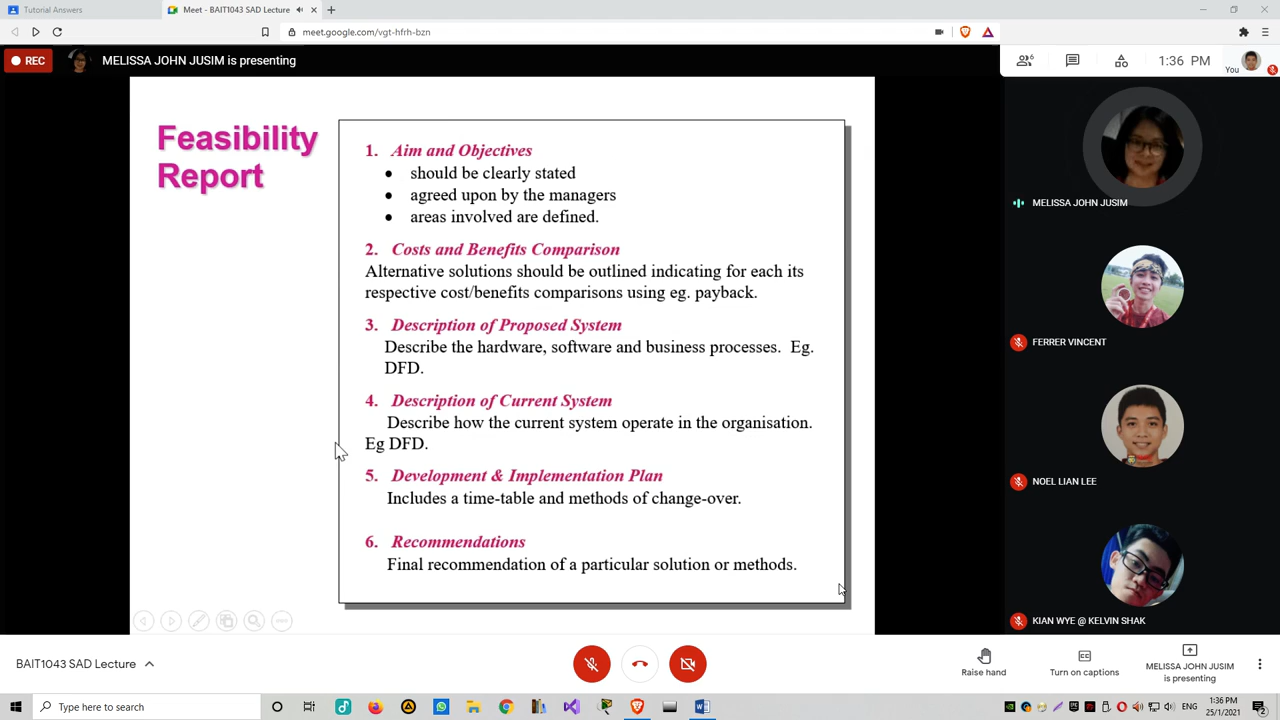 Tutorial Answers
Meet - BAIT1043 SAD Lecture
meet.google.com/vgt-hfrh-bzn
REC
MELISSA JOHN JUSIM is presenting
6
1:36 PM
You
Feasibility
Report
1. Aim and Objectives
• should be clearly stated
• agreed upon by the managers
• areas involved are defined.
2. Costs and Benefits Comparison
Alternative solutions should be outlined indicating for each its
respective cost/benefits comparisons using eg. payback.
3. Description of Proposed System
Describe the hardware, software and business processes. Eg.
DFD.
4. Description of Current System
Describe how the current system operate in the organisation.
Eg DFD.
5. Development & Implementation Plan
Includes a time-table and methods of change-over.
6. Recommendations
Final recommendation of a particular solution or methods.
MELISSA JOHN JUSIM
FERRER VINCENT
NOEL LIAN LEE
KIAN WYE @ KELVIN SHAK
BAIT1043 SAD Lecture
Raise hand
Turn on captions
MELISSA JOHN JUSIM
is presenting
Type here to search
ENG
1:36 PM
25/1/2021